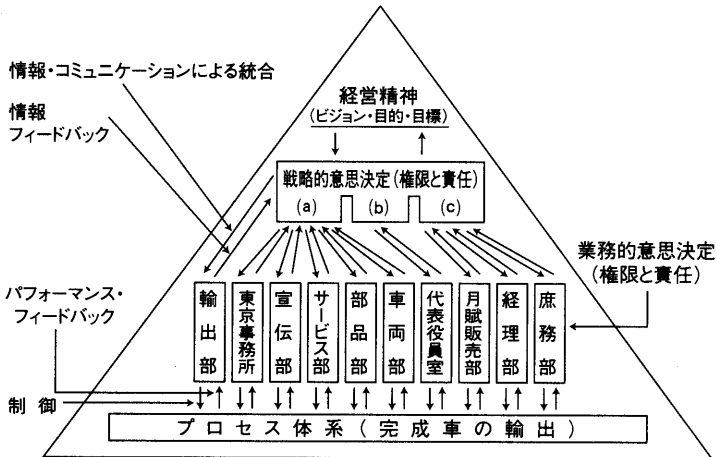 情報・コミュニケーションによる統合
情報
フィードバック
経営精神
(ビジョン・目的・目標)
戦略的意思決定(権限と責任)
(a) (b) (c)
業務的意思決定
(権限と責任)
パフォーマンス・
フィードバック
輸出部
東京事務所
宣伝部
サービス部
部品部
車両部
代表役員室
月賦販売部
経理部
庶務部
制御
プロセス体系(完成車の輸出)